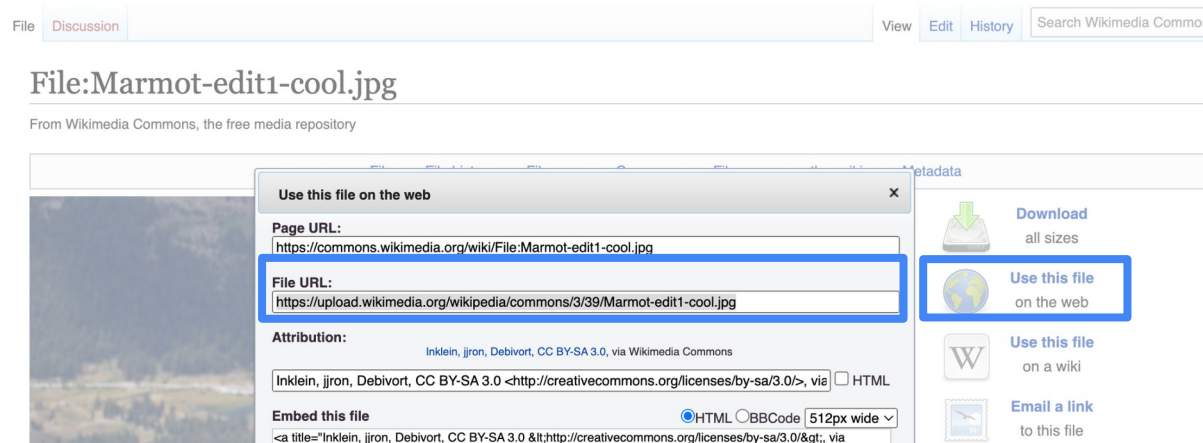 File Discussion View Edit History Search Wikimedia Commo
File:Marmot-edit1-cool.jpg
From Wikimedia Commons, the free media repository
Metadata
Use this file on the web x
Page URL:
https://commons.wikimedia.org/wiki/File:Marmot-edit1-cool.jpg
File URL:
https://upload.wikimedia.org/wikipedia/commons/3/39/Marmot-edit1-cool.jpg
Attribution:
Inklein, jjron, Debivort, CC BY-SA 3.0, via Wikimedia Commons
Inklein, jjron, Debivort, CC BY-SA 3.0 <http://creativecommons.org/licenses/by-sa/3.0/>, via HTML
Embed this file HTML BBCode 512px wide
<a title="Inklein, jjron, Debivort, CC BY-SA 3.0 &lt;http://creativecommons.org/licenses/by-sa/3.0/&gt;, via
Download
all sizes
Use this file
on the web
W
Use this file
on a wiki
Email a link
to this file